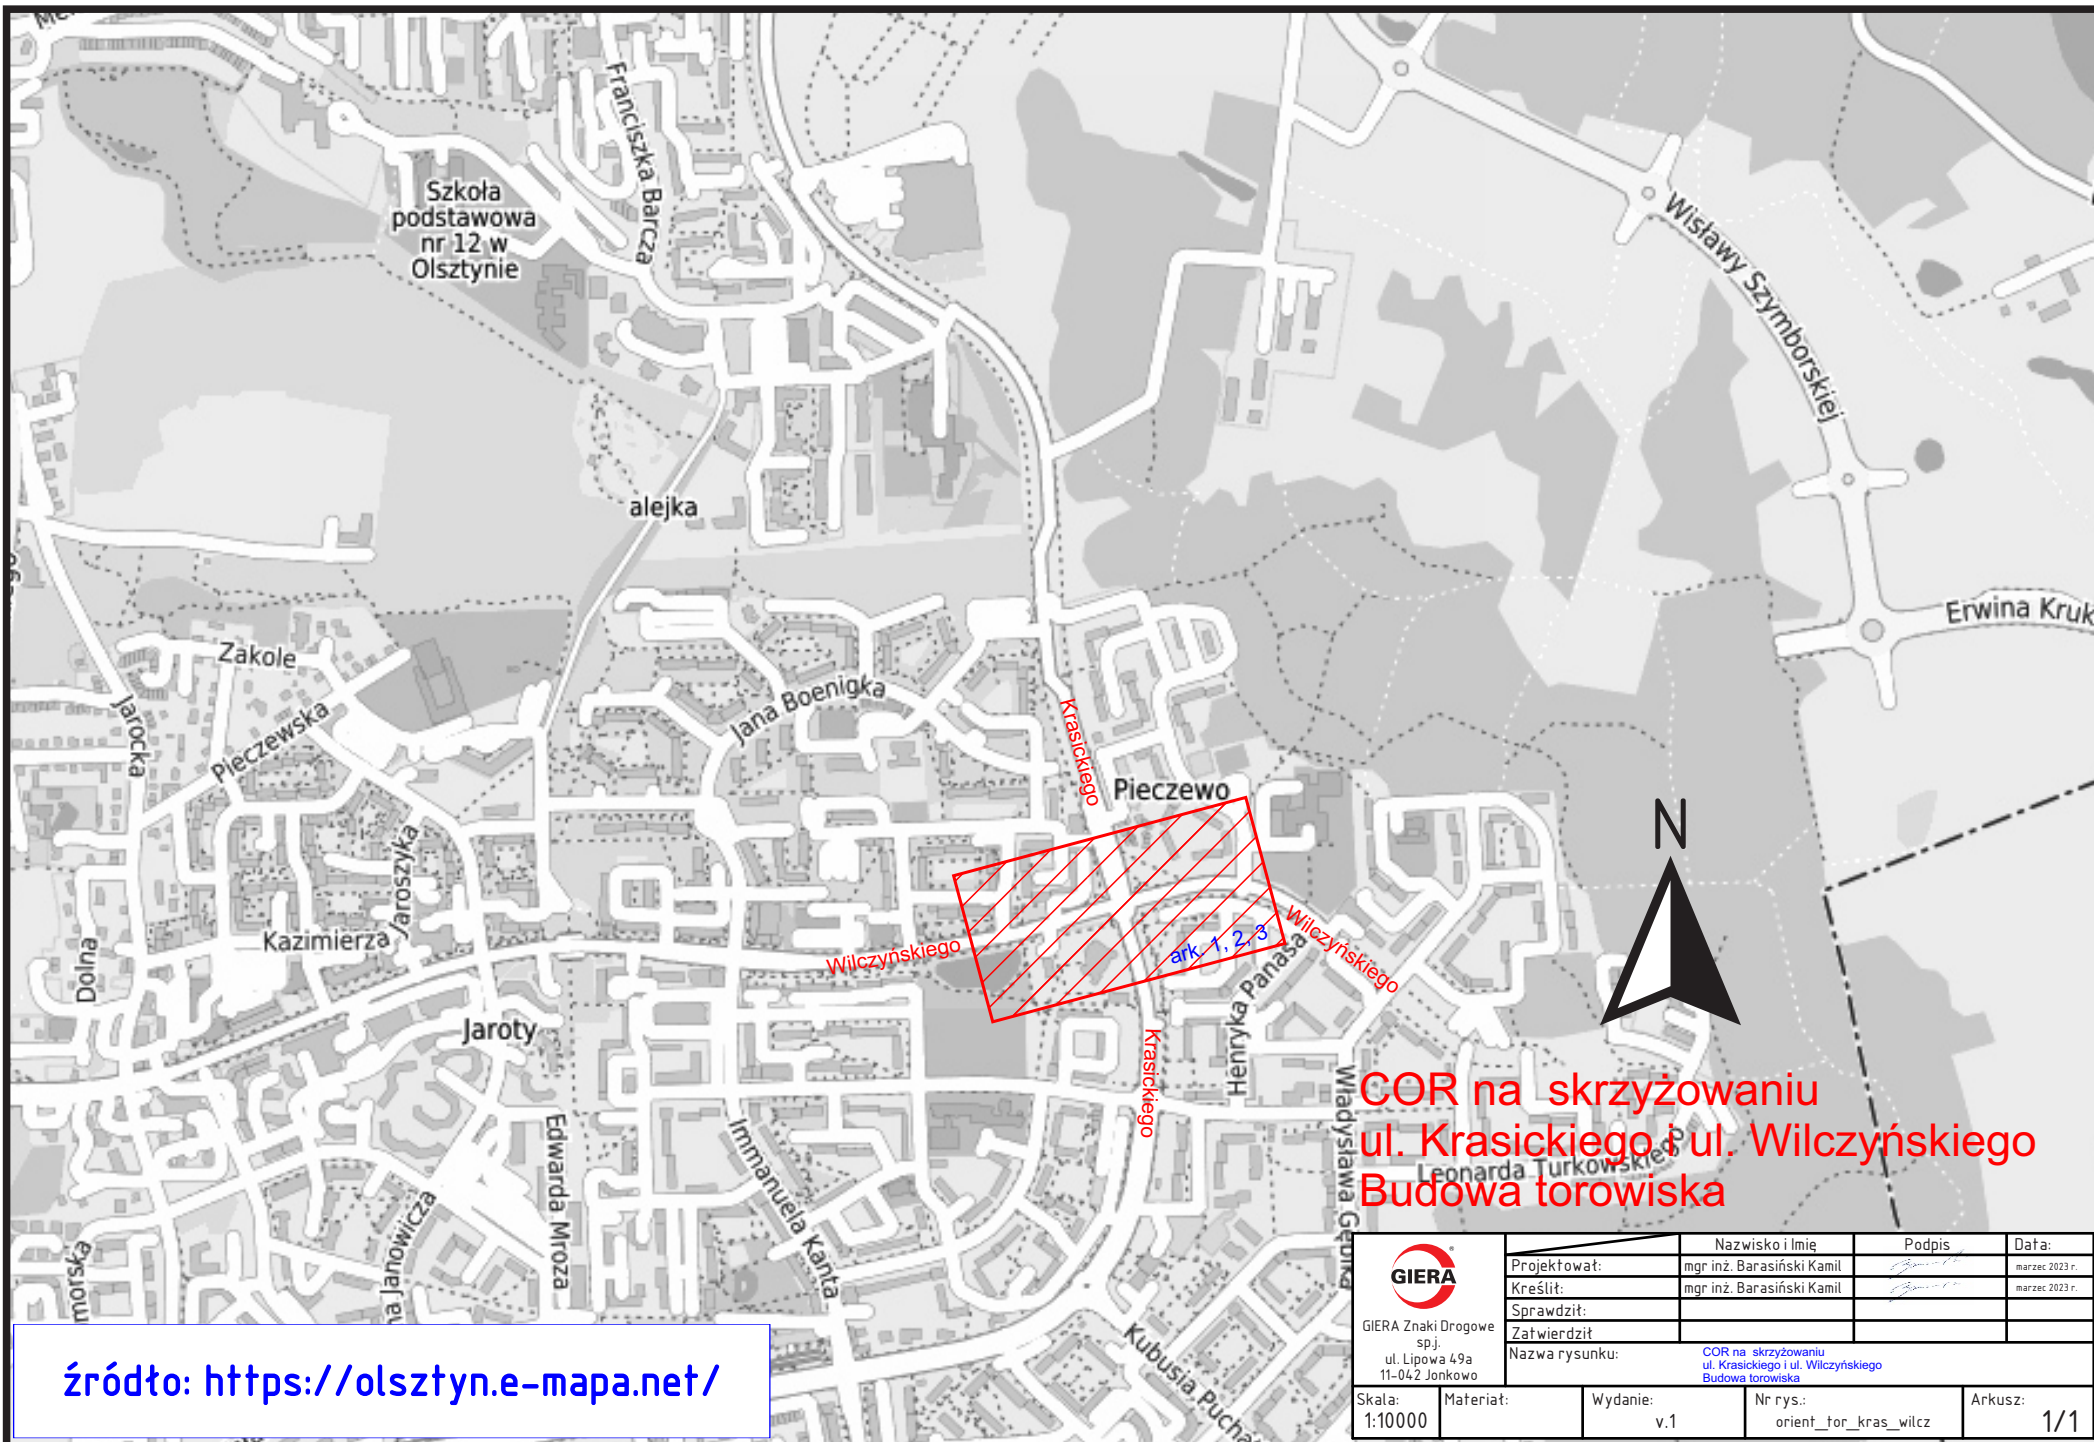 Franciszka Barcza
Szkoła
podstawowa
nr 12 w
Olsztynie
Wisławy Szymborskiej
alejka
Erwina Kruk
Zakole
Jarocka
Pieczewska
Jana Boenigka
Krasickiego
Pieczewo
Jaroszyka
Kazimierza
Dolna
Wilczyńskiego
ark. 1, 2, 3
Wilczyńskiego
Henryka Panasa
N
Jaroty
Krasickiego
Edwarda Mroza
Immanuela Kanta
Władysława Gębika
COR na skrzyżowaniu
ul. Krasickiego i ul. Wilczyńskiego
Leonarda Turkowskiego
Budowa torowiska
morska
na Janowicza
Kubusia Pucha
źródło: https://olsztyn.e-mapa.net/
GIERA
GIERA Znaki Drogowe
sp.j.
ul. Lipowa 49a
11-042 Jonkowo
Nazwisko i Imię Podpis Data:
Projektował: mgr inż. Barasiński Kamil marzec 2023 r.
Kreślił: mgr inż. Barasiński Kamil marzec 2023 r.
Sprawdził:
Zatwierdził
Nazwa rysunku:
COR na skrzyżowaniu
ul. Krasickiego i ul. Wilczyńskiego
Budowa torowiska
Skala: Materiał: Wydanie: Nr rys.: Arkusz:
1:10000 v.1 orient_tor_kras_wilcz 1/1